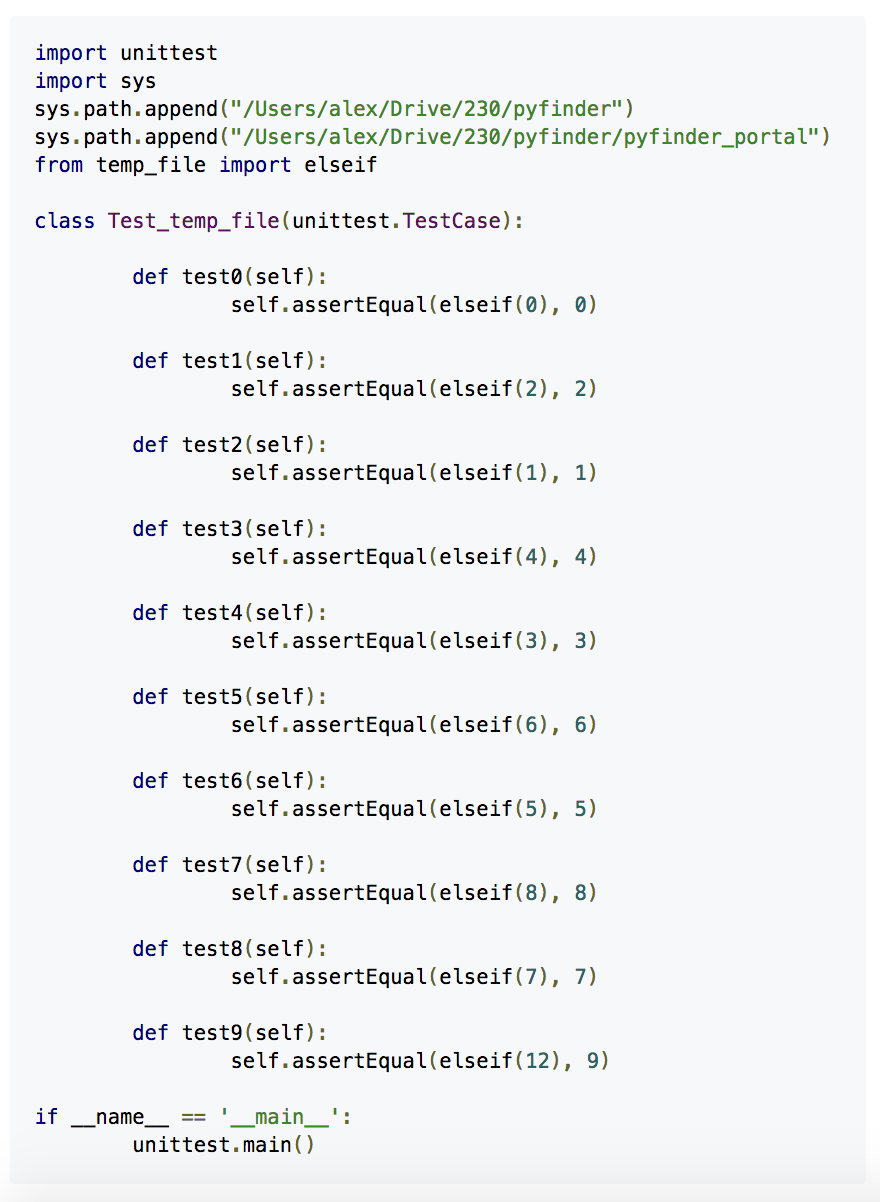 import unittest
import sys
sys.path.append("/Users/alex/Drive/230/pyfinder")
sys.path.append("/Users/alex/Drive/230/pyfinder/pyfinder_portal")
from temp_file import elseif

class Test_temp_file(unittest.TestCase):

        def test0(self):
                self.assertEqual(elseif(0), 0)

        def test1(self):
                self.assertEqual(elseif(2), 2)

        def test2(self):
                self.assertEqual(elseif(1), 1)

        def test3(self):
                self.assertEqual(elseif(4), 4)

        def test4(self):
                self.assertEqual(elseif(3), 3)

        def test5(self):
                self.assertEqual(elseif(6), 6)

        def test6(self):
                self.assertEqual(elseif(5), 5)

        def test7(self):
                self.assertEqual(elseif(8), 8)

        def test8(self):
                self.assertEqual(elseif(7), 7)

        def test9(self):
                self.assertEqual(elseif(12), 9)

if __name__ == '__main__':
        unittest.main()